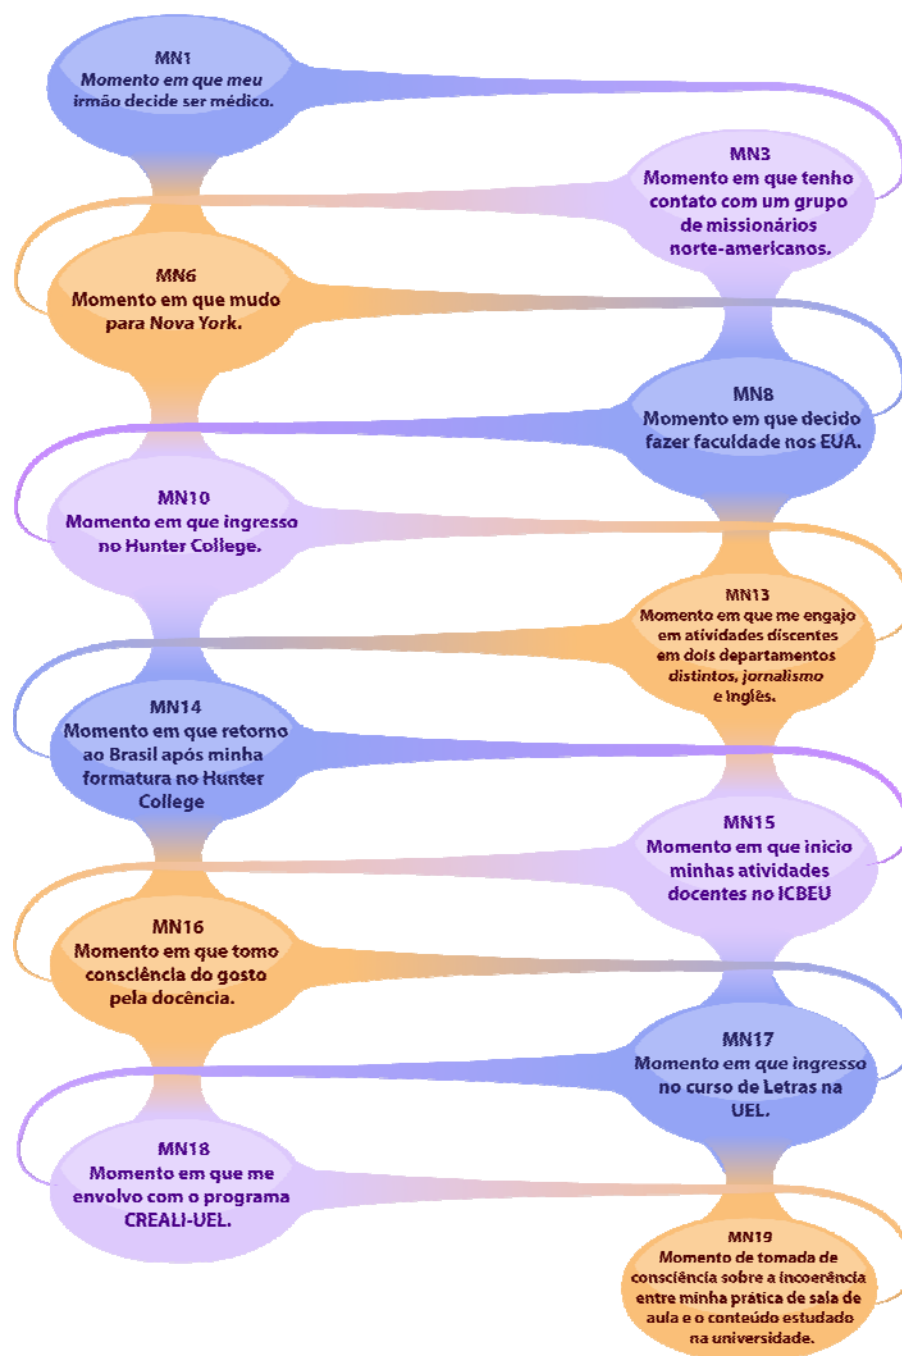 MN1
Momento em que meu
irmão decide ser médico.
MN3
Momento em que tenho
contato com um grupo
de missionários
norte-americanos.
MN6
Momento em que mudo
para Nova York.
MN8
Momento em que decido
fazer faculdade nos EUA.
MN10
Momento em que ingresso
no Hunter College.
MN13
Momento em que me engajo
em atividades discentes
em dois departamentos
distintos, jornalismo
e inglês.
MN14
Momento em que retorno
ao Brasil após minha
formatura no Hunter
College
MN15
Momento em que inicio
minhas atividades
docentes no ICBEU
MN16
Momento em que tomo
consciência do gosto
pela docência.
MN17
Momento em que ingresso
no curso de Letras na
UEL.
MN18
Momento em que me
envolvo com o programa
CREALI-UEL.
MN19
Momento de tomada de
consciência sobre a incoerência
entre minha prática de sala de
aula e o conteúdo estudado
na universidade.